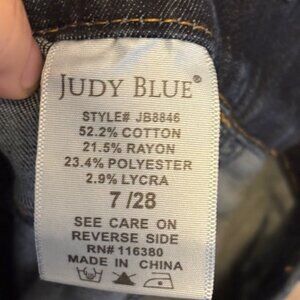 JUDY BLUE®
STYLE# JB8846
52.2% COTTON
21.5% RAYON
23.4% POLYESTER
2.9% LYCRA
7 /28
SEE CARE ON
REVERSE SIDE
RN# 116380
MADE IN CHINA